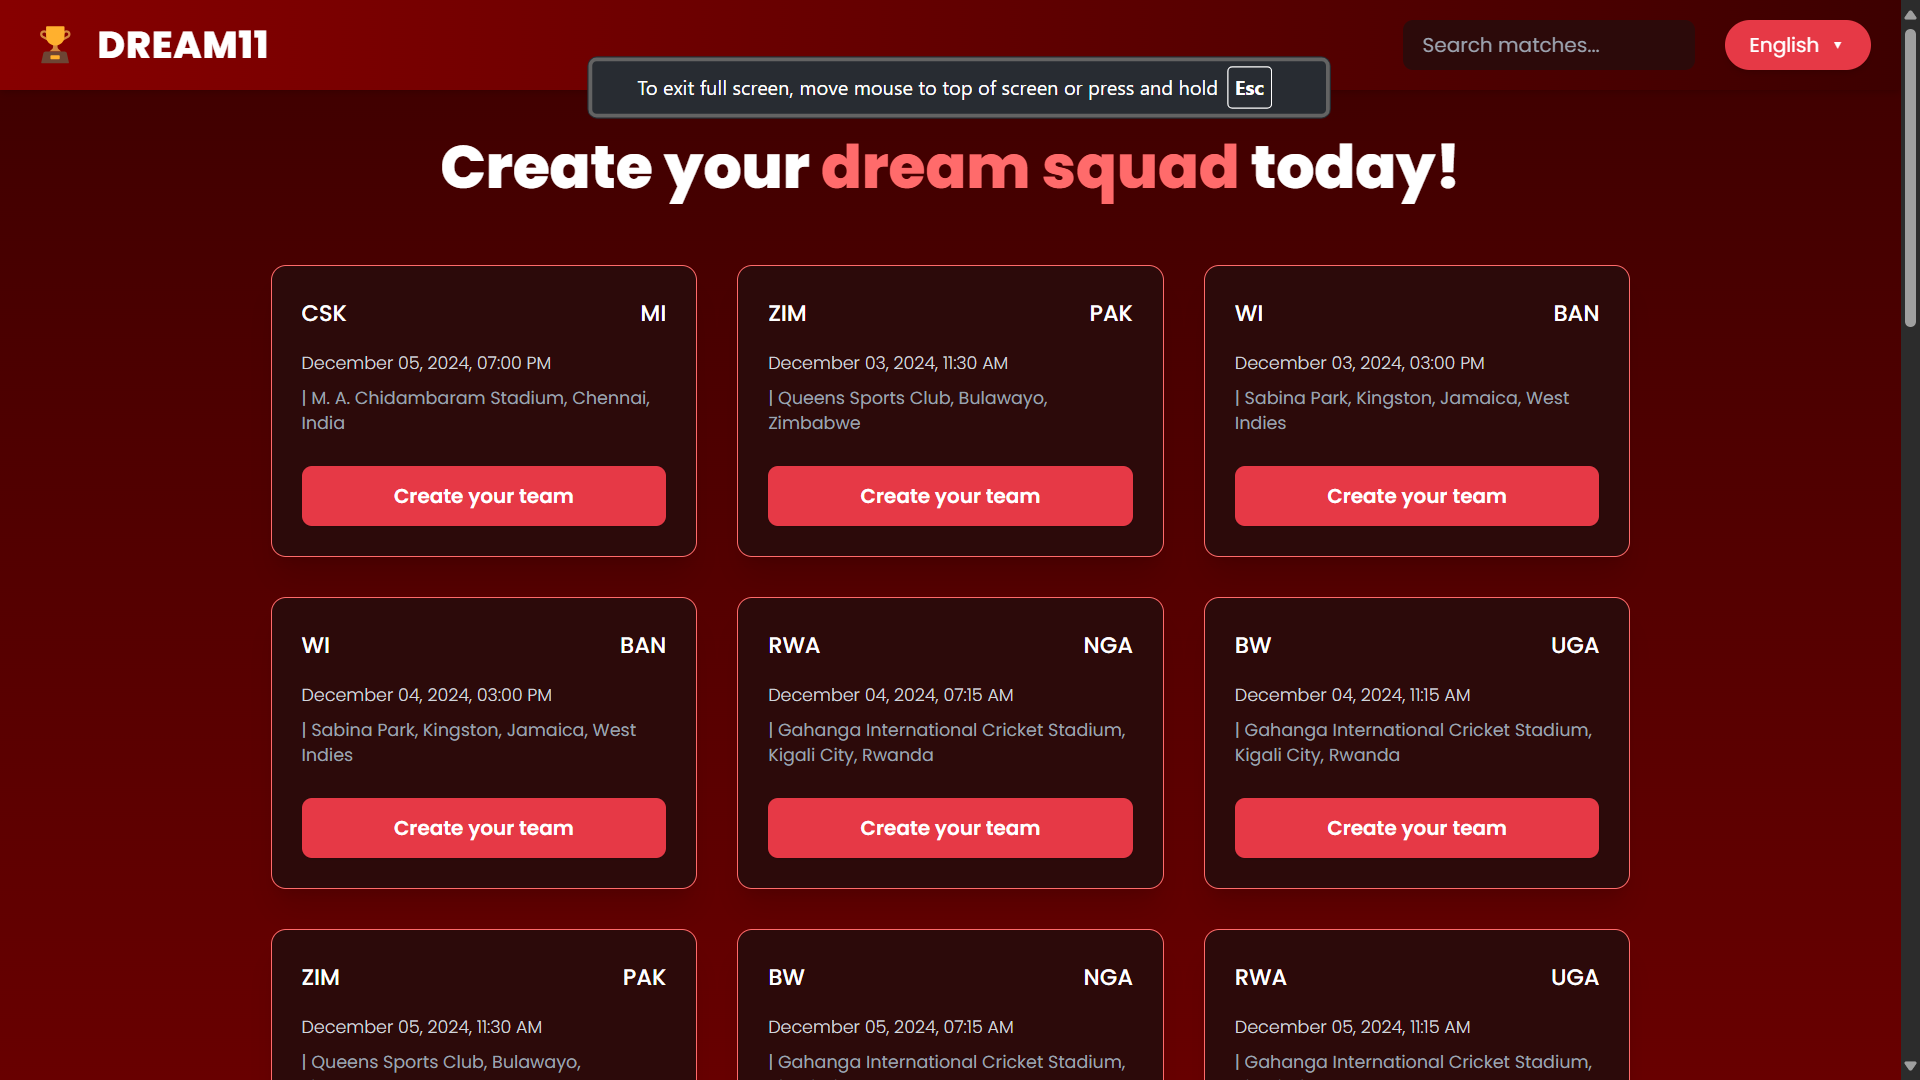 DREAM11
Search matches...
English
To exit full screen, move mouse to top of screen or press and hold Esc
Create your dream squad today!
CSK MI
December 05, 2024, 07:00 PM
| M. A. Chidambaram Stadium, Chennai,
India
Create your team
ZIM PAK
December 03, 2024, 11:30 AM
| Queens Sports Club, Bulawayo,
Zimbabwe
Create your team
WI BAN
December 03, 2024, 03:00 PM
| Sabina Park, Kingston, Jamaica, West
Indies
Create your team
WI BAN
December 04, 2024, 03:00 PM
| Sabina Park, Kingston, Jamaica, West
Indies
Create your team
RWA NGA
December 04, 2024, 07:15 AM
| Gahanga International Cricket Stadium,
Kigali City, Rwanda
Create your team
BW UGA
December 04, 2024, 11:15 AM
| Gahanga International Cricket Stadium,
Kigali City, Rwanda
Create your team
ZIM PAK
December 05, 2024, 11:30 AM
| Queens Sports Club, Bulawayo,
BW NGA
December 05, 2024, 07:15 AM
| Gahanga International Cricket Stadium,
RWA UGA
December 05, 2024, 11:15 AM
| Gahanga International Cricket Stadium,